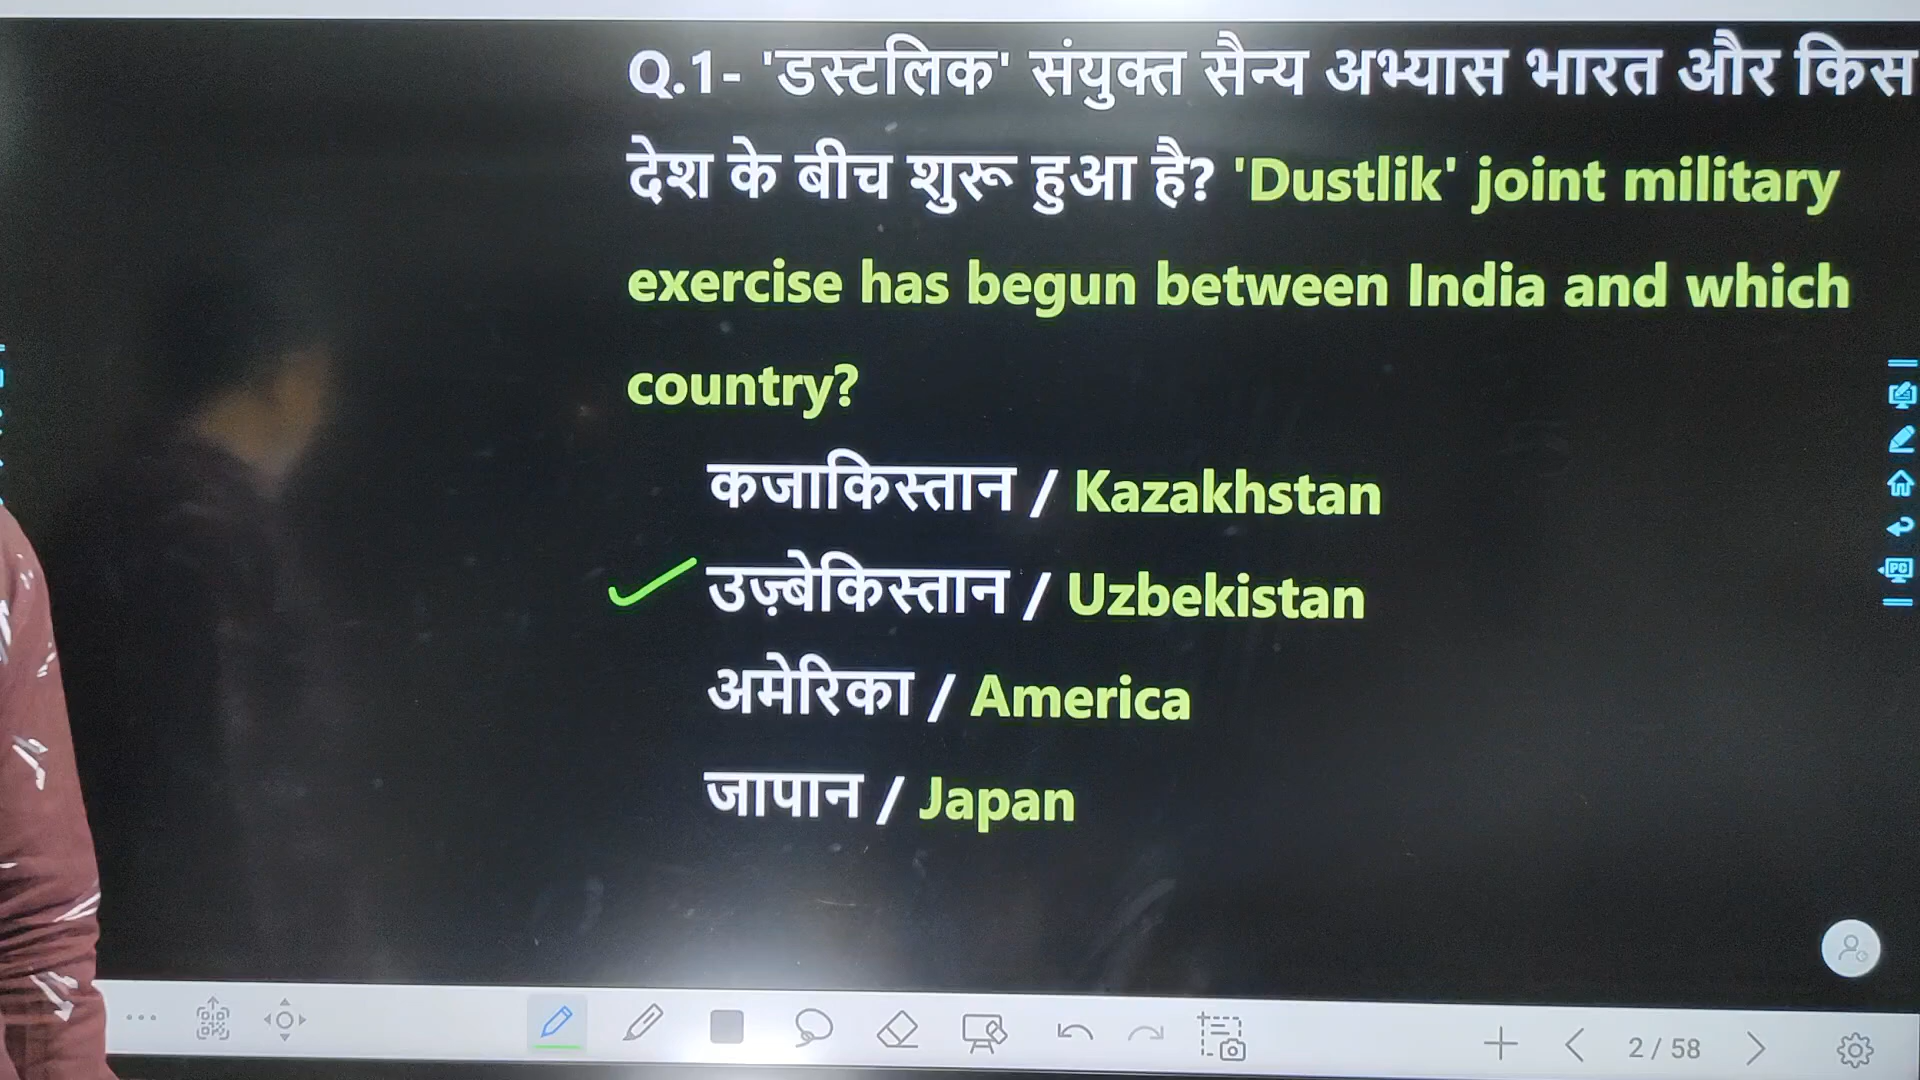 Q.1- 'डस्टलिक' संयुक्त सैन्य अभ्यास भारत और किस
देश के बीच शुरू हुआ है? 'Dustlik' joint military
exercise has begun between India and which
country?
कजाकिस्तान / Kazakhstan
उज़्बेकिस्तान / Uzbekistan
अमेरिका / America
जापान / Japan
PC
2 / 58